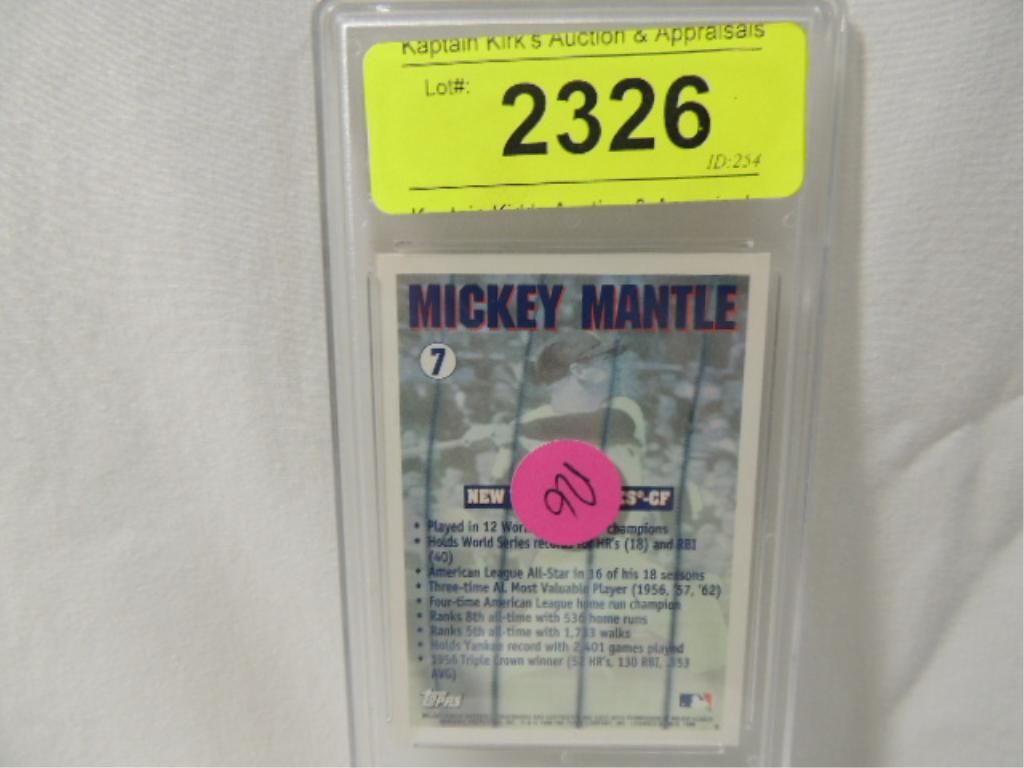 Kaptain Kirk's Auction & Appraisals
Lot#:
2326
ID:254
MICKEY MANTLE
7
126
NEW CS®-CF
• Played in 12 Wor champions
• Holds World Series records for HR's (18) and RBI
(40)
• American League All-Star in 16 of his 18 seasons
• Three-time AL Most Valuable Player (1956, '57, '62)
• Four-time American League home run champion
• Ranks 8th all-time with 536 home runs
• Ranks 5th all-time with 1,733 walks
• Holds Yankee record with 2,401 games played
• 1956 Triple Crown winner (52 HR's, 130 RBI, .353
AVG)
TOPPS